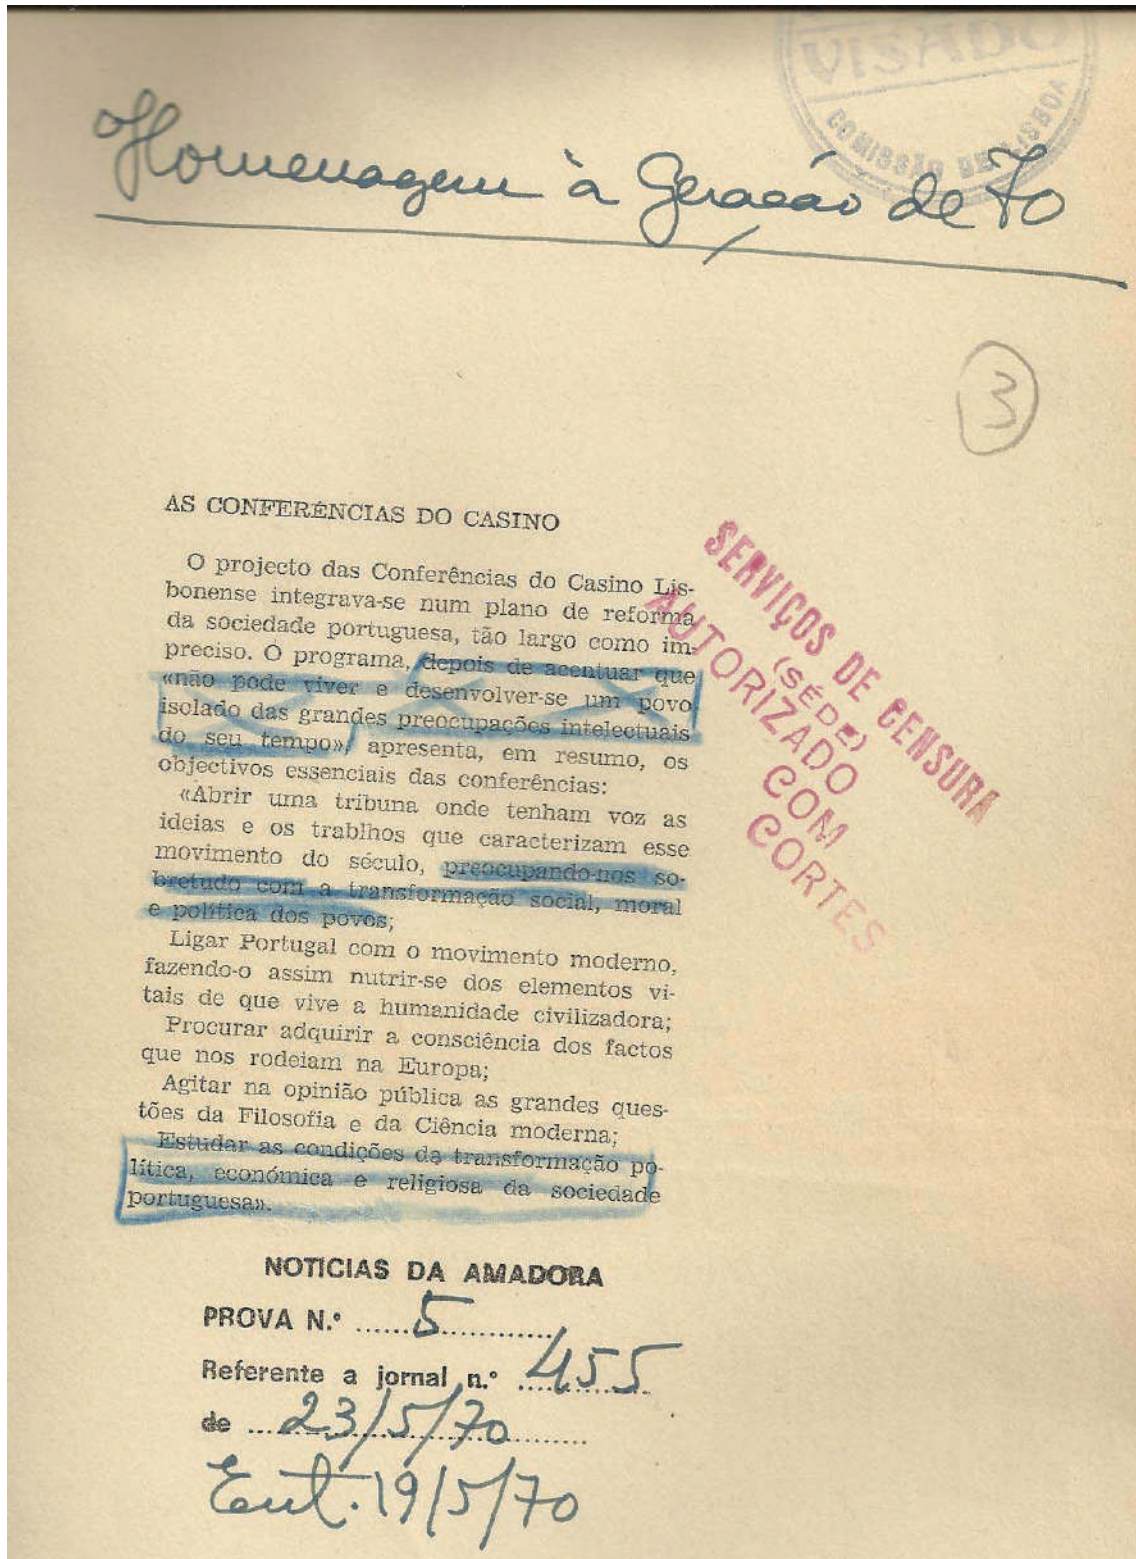 VISADO
COMISSÃO DE LISBOA
Homenagem à Geração de 70
3
AS CONFERÊNCIAS DO CASINO
O projecto das Conferências do Casino Lis-
bonense integrava-se num plano de reforma
da sociedade portuguesa, tão largo como im-
preciso. O programa, depois de acentuar que
«não pode viver e desenvolver-se um povo
isolado das grandes preocupações intelectuais
do seu tempo», apresenta, em resumo, os
objectivos essenciais das conferências:
«Abrir uma tribuna onde tenham voz as
ideias e os trablhos que caracterizam esse
movimento do século, preocupando-nos so-
bretudo com a transformação social, moral
e política dos povos;
Ligar Portugal com o movimento moderno,
fazendo-o assim nutrir-se dos elementos vi-
tais de que vive a humanidade civilizadora;
Procurar adquirir a consciência dos factos
que nos rodeiam na Europa;
Agitar na opinião pública as grandes ques-
tões da Filosofia e da Ciência moderna;
Estudar as condições da transformação po-
lítica, económica e religiosa da sociedade
portuguesa».
SERVIÇOS DE CENSURA
(SÉDE)
AUTORIZADO
COM
CORTES
NOTICIAS DA AMADORA
PROVA N.º 5
Referente a jornal n.º 455
de 23/5/70
Ent. 19/5/70